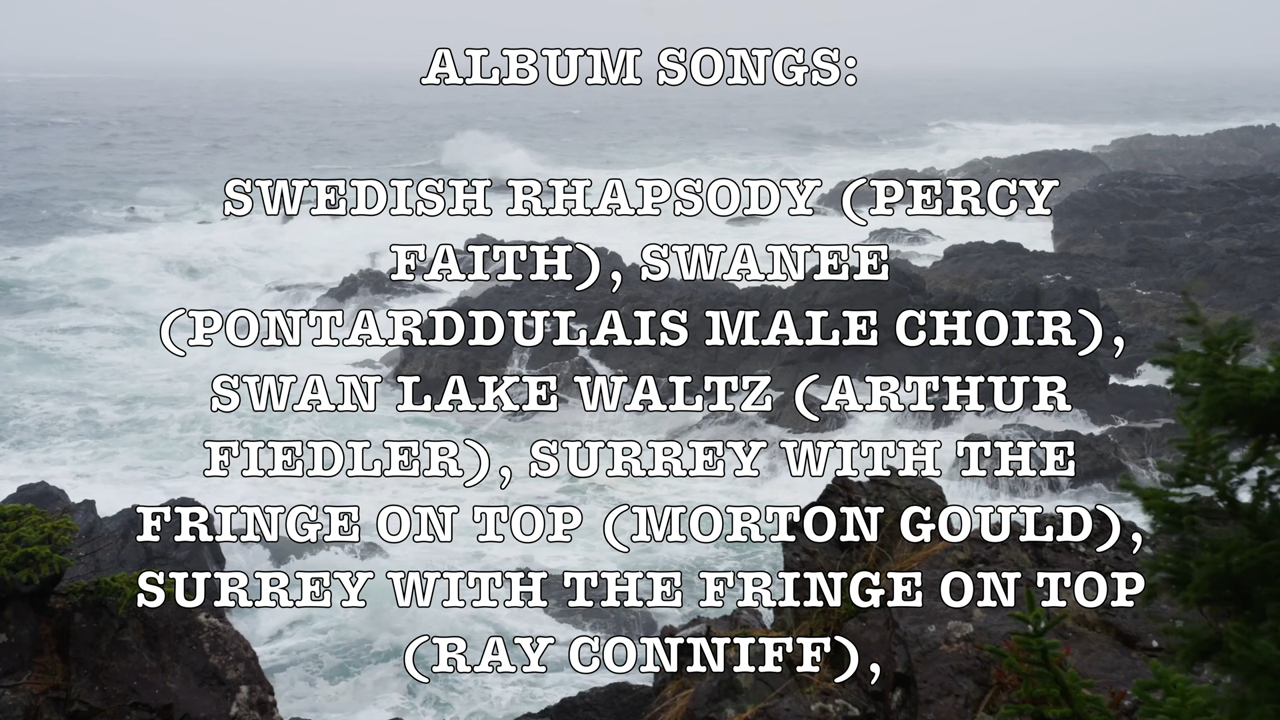 ALBUM SONGS:
SWEDISH RHAPSODY (PERCY
FAITH), SWANEE
(PONTARDDULAIS MALE CHOIR),
SWAN LAKE WALTZ (ARTHUR
FIEDLER), SURREY WITH THE
FRINGE ON TOP (MORTON GOULD),
SURREY WITH THE FRINGE ON TOP
(RAY CONNIFF),